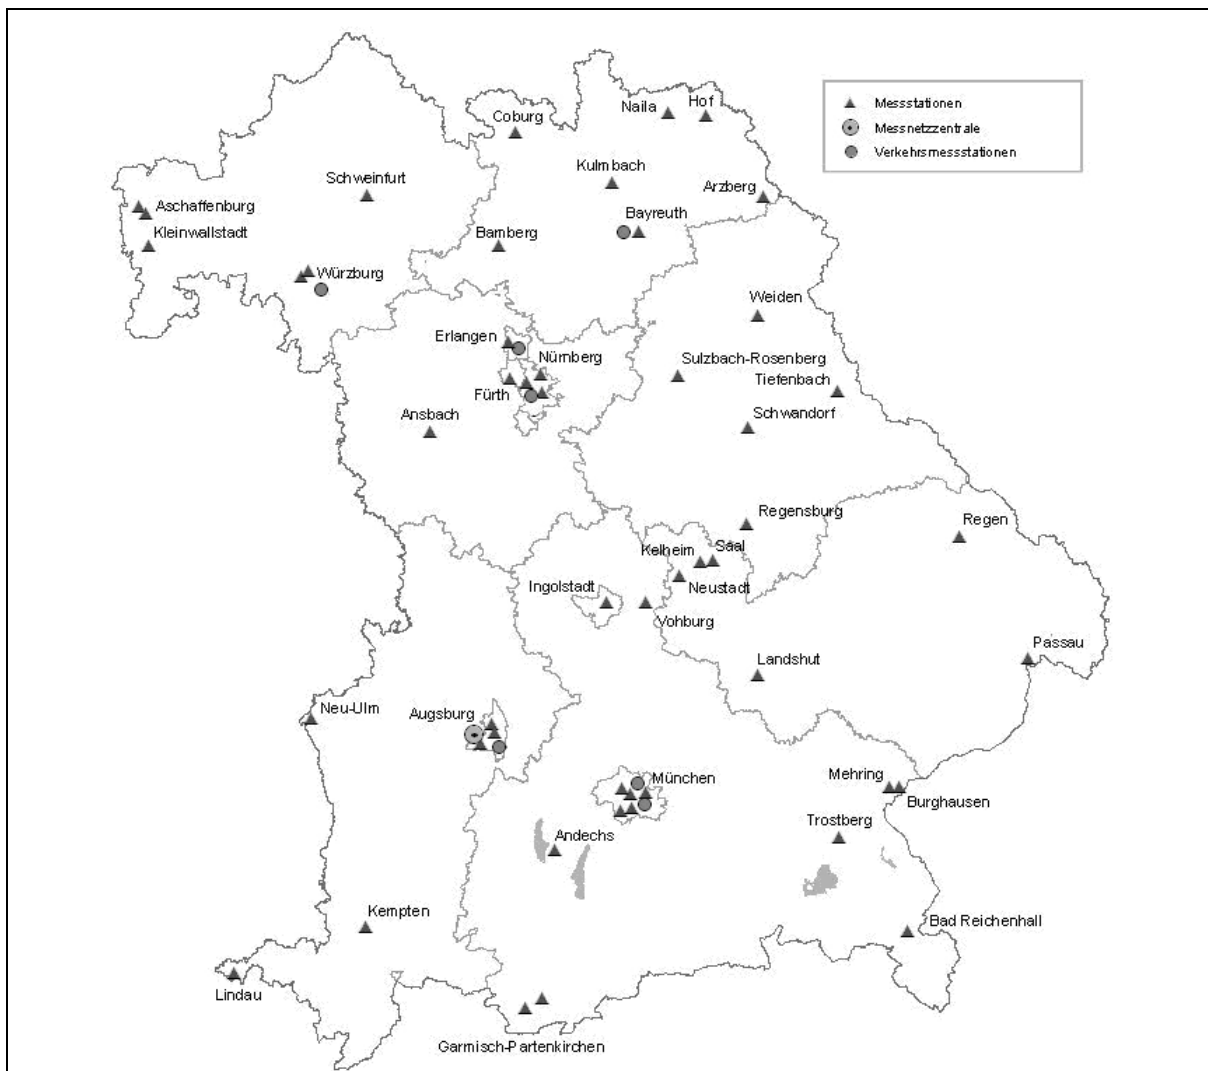 Naila
Hof
Coburg
Messstationen
Messnetzzentrale
Verkehrsmessstationen
Kulmbach
Schweinfurt
Arzberg
Aschaffenburg
Bayreuth
Kleinwallstadt
Bamberg
Würzburg
Weiden
Erlangen
Nürnberg
Sulzbach-Rosenberg
Tiefenbach
Fürth
Ansbach
Schwandorf
Regensburg
Regen
Kelheim
Saal
Ingolstadt
Neustadt
Vohburg
Passau
Landshut
Neu-Ulm
Augsburg
München
Mehring
Burghausen
Trostberg
Andechs
Kempten
Bad Reichenhall
Lindau
Garmisch-Partenkirchen